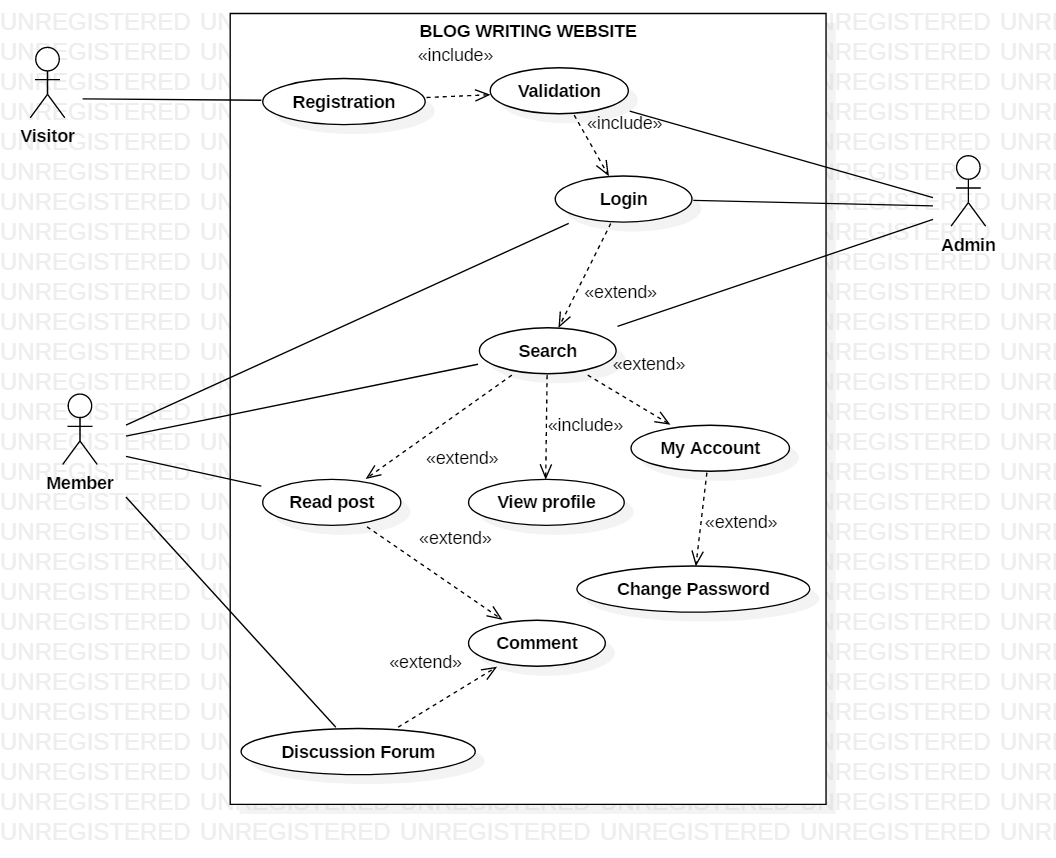 BLOG WRITING WEBSITE
«include»
Registration
Validation
Visitor
«include»
Login
Admin
«extend»
Search
«extend»
«include»
My Account
«extend»
Member
Read post
View profile
«extend»
«extend»
Change Password
Comment
«extend»
Discussion Forum
UNREGISTERED UNREGISTERED UNREGISTERED UNREGISTERED UNREGISTERED UNRE